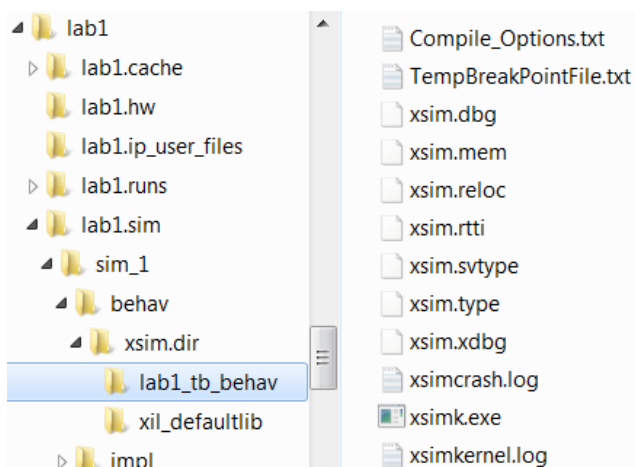 lab1
lab1.cache
lab1.hw
lab1.ip_user_files
lab1.runs
lab1.sim
sim_1
behav
xsim.dir
lab1_tb_behav
xil_defaultlib
impl
Compile_Options.txt
TempBreakPointFile.txt
xsim.dbg
xsim.mem
xsim.reloc
xsim.rtti
xsim.svtype
xsim.type
xsim.xdbg
xsimcrash.log
xsimk.exe
xsimkernel.log